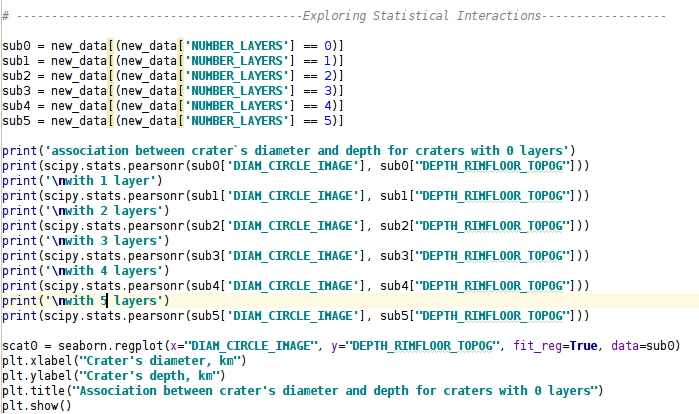 # -----------------------------------------Exploring Statistical Interactions------------------
sub0 = new_data[(new_data['NUMBER_LAYERS'] == 0)]
sub1 = new_data[(new_data['NUMBER_LAYERS'] == 1)]
sub2 = new_data[(new_data['NUMBER_LAYERS'] == 2)]
sub3 = new_data[(new_data['NUMBER_LAYERS'] == 3)]
sub4 = new_data[(new_data['NUMBER_LAYERS'] == 4)]
sub5 = new_data[(new_data['NUMBER_LAYERS'] == 5)]
print('association between crater`s diameter and depth for craters with 0 layers')
print(scipy.stats.pearsonr(sub0['DIAM_CIRCLE_IMAGE'], sub0["DEPTH_RIMFLOOR_TOPOG"]))
print('\nwith 1 layer')
print(scipy.stats.pearsonr(sub1['DIAM_CIRCLE_IMAGE'], sub1["DEPTH_RIMFLOOR_TOPOG"]))
print('\nwith 2 layers')
print(scipy.stats.pearsonr(sub2['DIAM_CIRCLE_IMAGE'], sub2["DEPTH_RIMFLOOR_TOPOG"]))
print('\nwith 3 layers')
print(scipy.stats.pearsonr(sub3['DIAM_CIRCLE_IMAGE'], sub3["DEPTH_RIMFLOOR_TOPOG"]))
print('\nwith 4 layers')
print(scipy.stats.pearsonr(sub4['DIAM_CIRCLE_IMAGE'], sub4["DEPTH_RIMFLOOR_TOPOG"]))
print('\nwith 5 layers')
print(scipy.stats.pearsonr(sub5['DIAM_CIRCLE_IMAGE'], sub5["DEPTH_RIMFLOOR_TOPOG"]))
scat0 = seaborn.regplot(x="DIAM_CIRCLE_IMAGE", y="DEPTH_RIMFLOOR_TOPOG", fit_reg=True, data=sub0)
plt.xlabel("Crater's diameter, km")
plt.ylabel("Crater's depth, km")
plt.title("Association between crater's diameter and depth for craters with 0 layers")
plt.show()